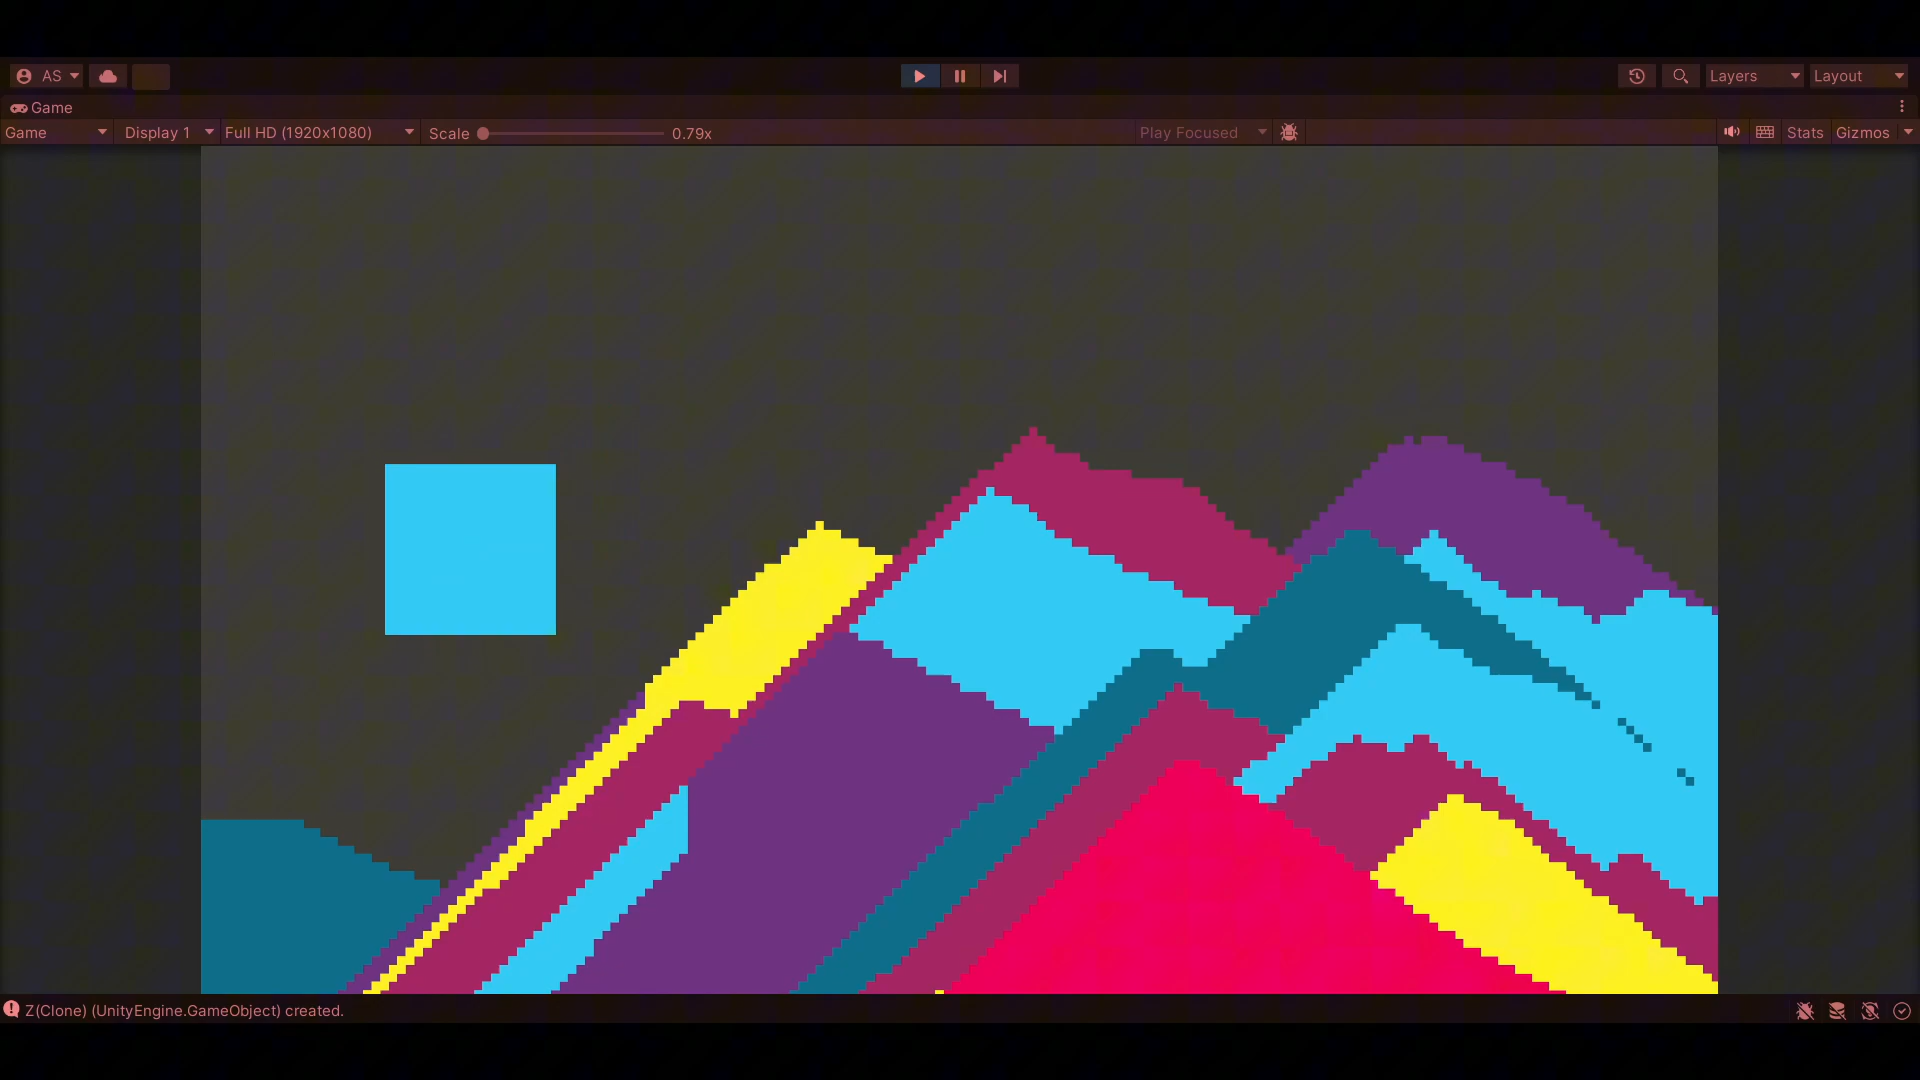 AS
Layers
Layout
Game
Game
Display 1
Full HD (1920x1080)
Scale
0.79x
Play Focused
Stats
Gizmos
Z(Clone) (UnityEngine.GameObject) created.